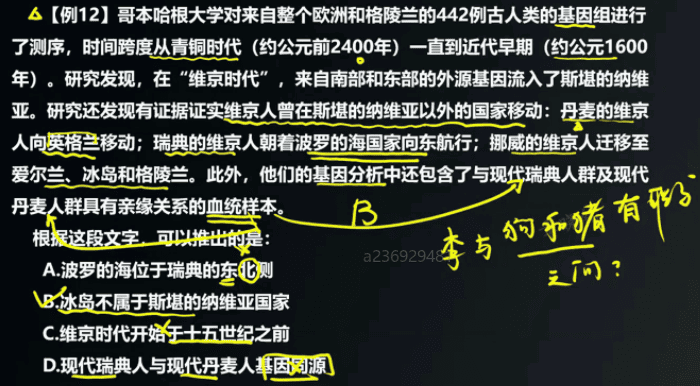 6【例12】哥本哈根大学对来自整个欧洲和格陵兰的442例古人类的基因组进行
了测序，时间跨度从青铜时代（约公元前2400年）一直到近代早期（约公元1600
年）。研究发现，在“维京时代”，来自南部和东部的外源基因流入了斯堪的纳维
亚。研究还发现有证据证实维京人曾在斯堪的纳维亚以外的国家移动：丹麦的维京
人向英格兰移动；瑞典的维京人朝着波罗的海国家向东航行；挪威的维京人迁移至
爱尔兰、冰岛和格陵兰。此外，他们的基因分析中还包含了与现代瑞典人群及现代
丹麦人群具有亲缘关系的血统样本。
B
李与狗和猪有联系
之间？
根据这段文字，可以推出的是：
a23692948
A.波罗的海位于瑞典的东北侧
B.冰岛不属于斯堪的纳维亚国家
C.维京时代开始于十五世纪之前
D.现代瑞典人与现代丹麦人基因同源